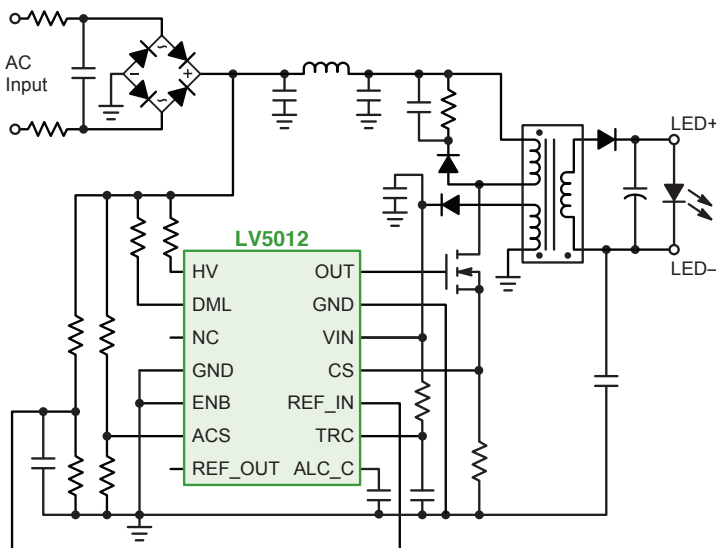 AC
Input
~
–
+
~
LED+
LED–
LV5012
HV
DML
NC
GND
ENB
ACS
REF_OUT
OUT
GND
VIN
CS
REF_IN
TRC
ALC_C